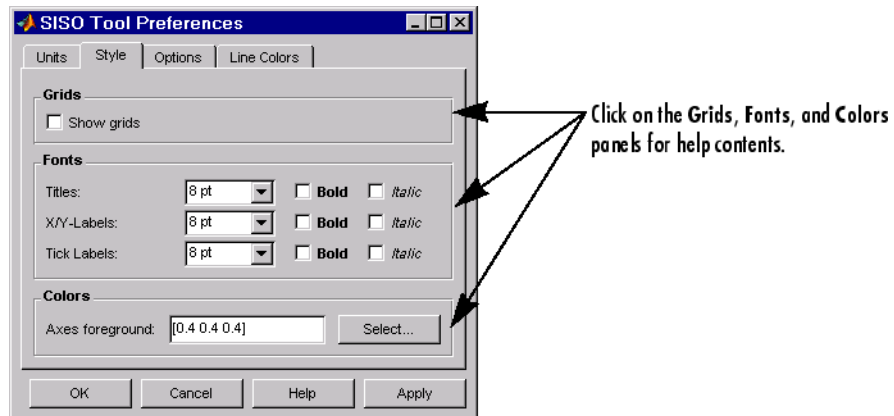 SISO Tool Preferences
Units Style Options Line Colors
Grids
Show grids
Click on the Grids, Fonts, and Colors
panels for help contents.
Fonts
Titles: 8 pt Bold Italic
X/Y-Labels: 8 pt Bold Italic
Tick Labels: 8 pt Bold Italic
Colors
Axes foreground: [0.4 0.4 0.4] Select...
OK Cancel Help Apply